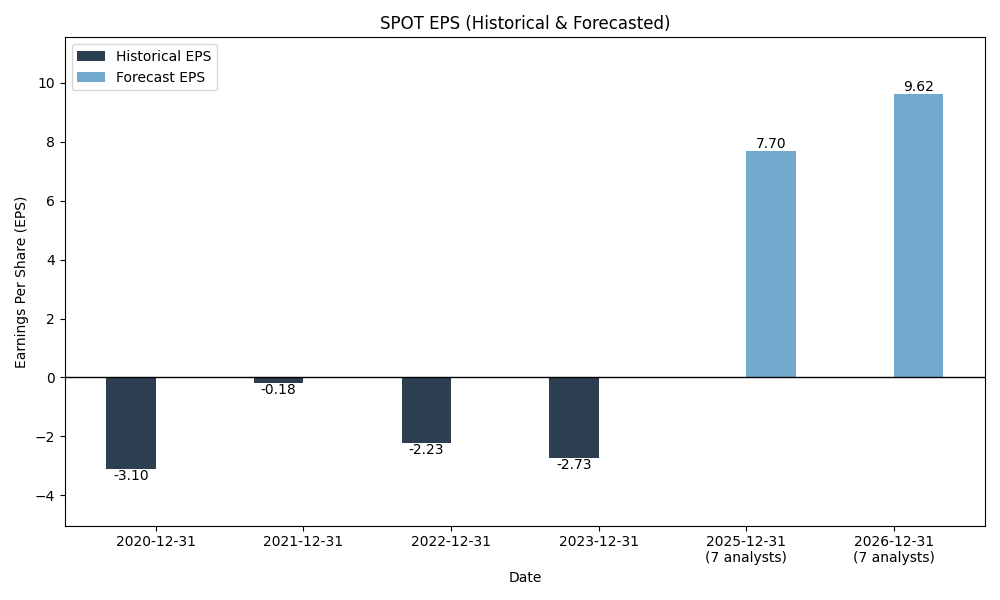 SPOT EPS (Historical & Forecasted)
Historical EPS
Forecast EPS
Earnings Per Share (EPS)
10
8
6
4
2
0
−2
−4
-3.10
-0.18
-2.23
-2.73
7.70
9.62
2020-12-31
2021-12-31
2022-12-31
2023-12-31
2025-12-31
(7 analysts)
2026-12-31
(7 analysts)
Date